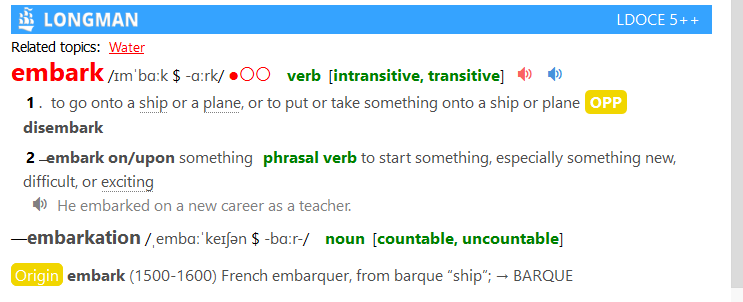 LONGMAN LDOCE 5++
Related topics: Water
embark /ɪmˈbɑːk $ -ɑːrk/ ●○○ verb [intransitive, transitive]
1 . to go onto a ship or a plane, or to put or take something onto a ship or plane OPP
disembark
2 –embark on/upon something phrasal verb to start something, especially something new,
difficult, or exciting
He embarked on a new career as a teacher.
—embarkation /ˌembɑːˈkeɪʃən $ -bɑːr-/ noun [countable, uncountable]
Origin embark (1500-1600) French embarquer, from barque “ship”; → BARQUE